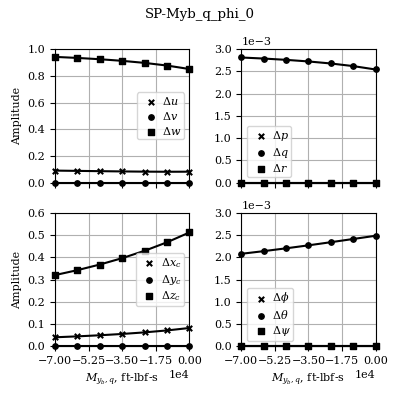 SP-Myb_q_phi_0
1e−3
1.0
0.8
0.6
0.4
0.2
0.0
Amplitude
Δu
Δv
Δw
3.0
2.5
2.0
1.5
1.0
0.5
0.0
Δp
Δq
Δr
1e−3
0.6
0.5
0.4
0.3
0.2
0.1
0.0
Amplitude
Δx_c
Δy_c
Δz_c
−7.00 −5.25 −3.50 −1.75 0.00
1e4
M_{y_b,q}, ft-lbf-s
3.0
2.5
2.0
1.5
1.0
0.5
0.0
Δϕ
Δθ
Δψ
−7.00 −5.25 −3.50 −1.75 0.00
1e4
M_{y_b,q}, ft-lbf-s